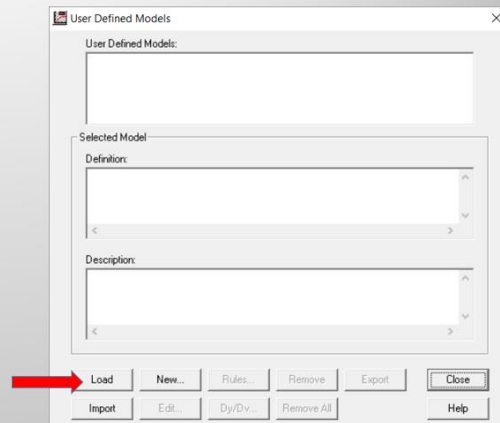 User Defined Models
User Defined Models:
Selected Model
Definition:
Description:
Load New... Rules... Remove Export Close
Import Edit... Dy/Dv... Remove All Help